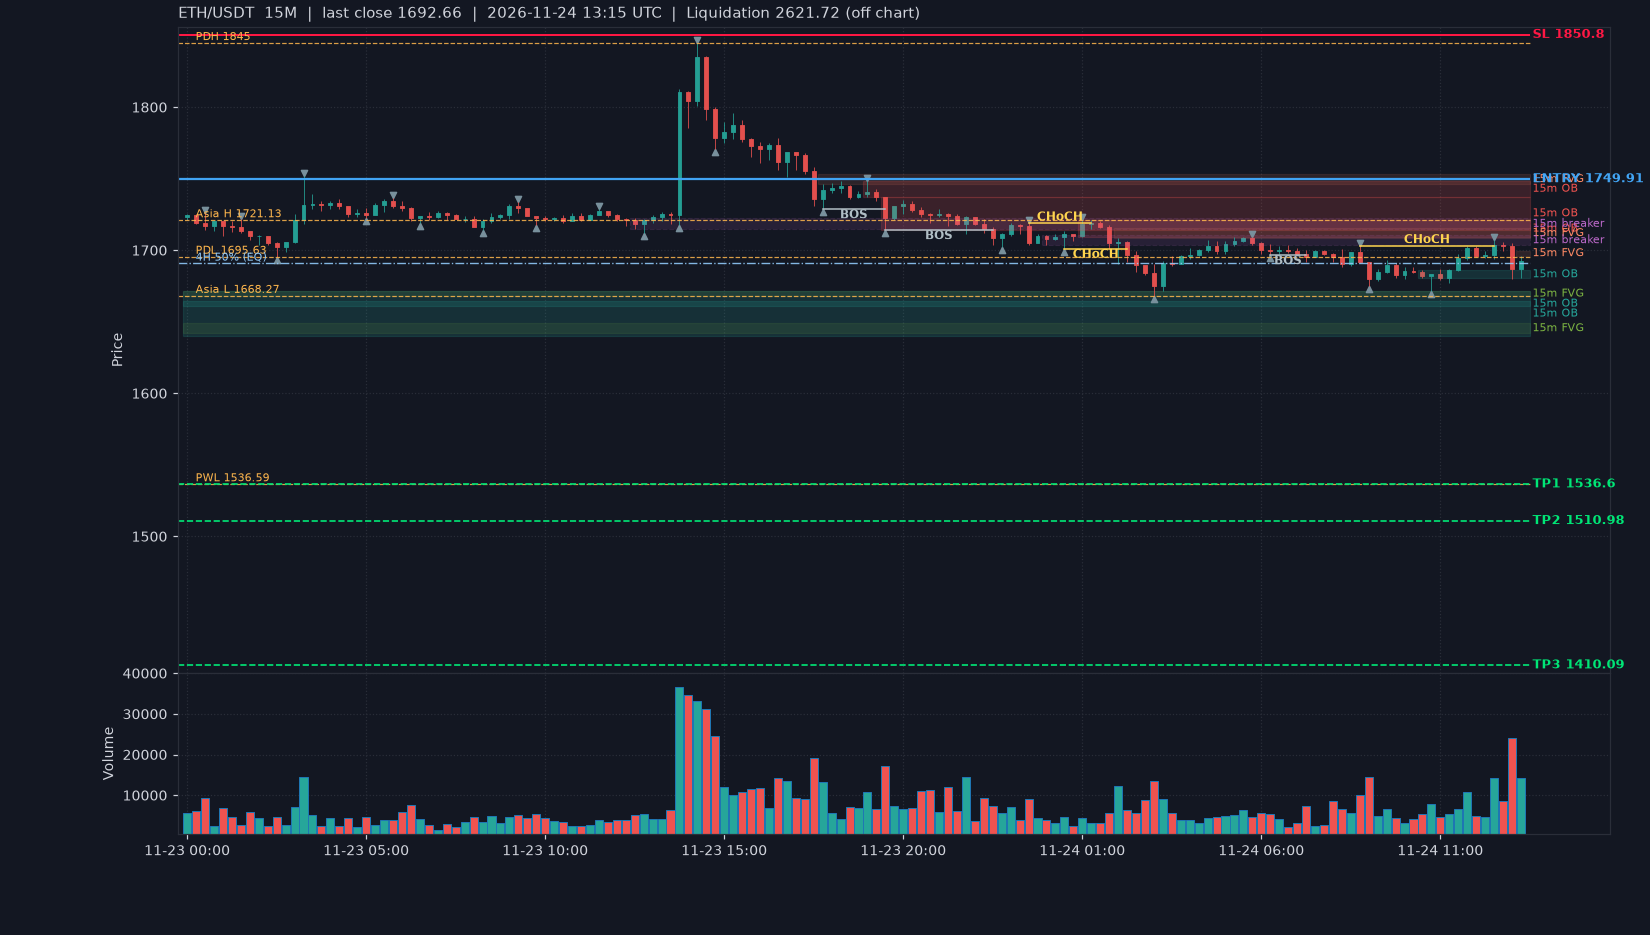 ETH/USDT  15M  |  last close 1692.66  |  2026-11-24 13:15 UTC  |  Liquidation 2621.72 (off chart)
SL 1850.8
PDH 1845
1800
ENTRY 1749.91
15m OB
15m OB
Asia H 1721.13
BOS
CHoCH
15m breaker
15m FVG
BOS
15m breaker
CHoCH
1700
PDL 1695.63
CHoCH
15m FVG
4H 50% (EQ)
BOS
15m OB
Asia L 1668.27
15m FVG
15m OB
15m OB
15m FVG
Price
1600
PWL 1536.59
TP1 1536.6
TP2 1510.98
1500
TP3 1410.09
40000
30000
Volume
20000
10000
11-23 00:00
11-23 05:00
11-23 10:00
11-23 15:00
11-23 20:00
11-24 01:00
11-24 06:00
11-24 11:00